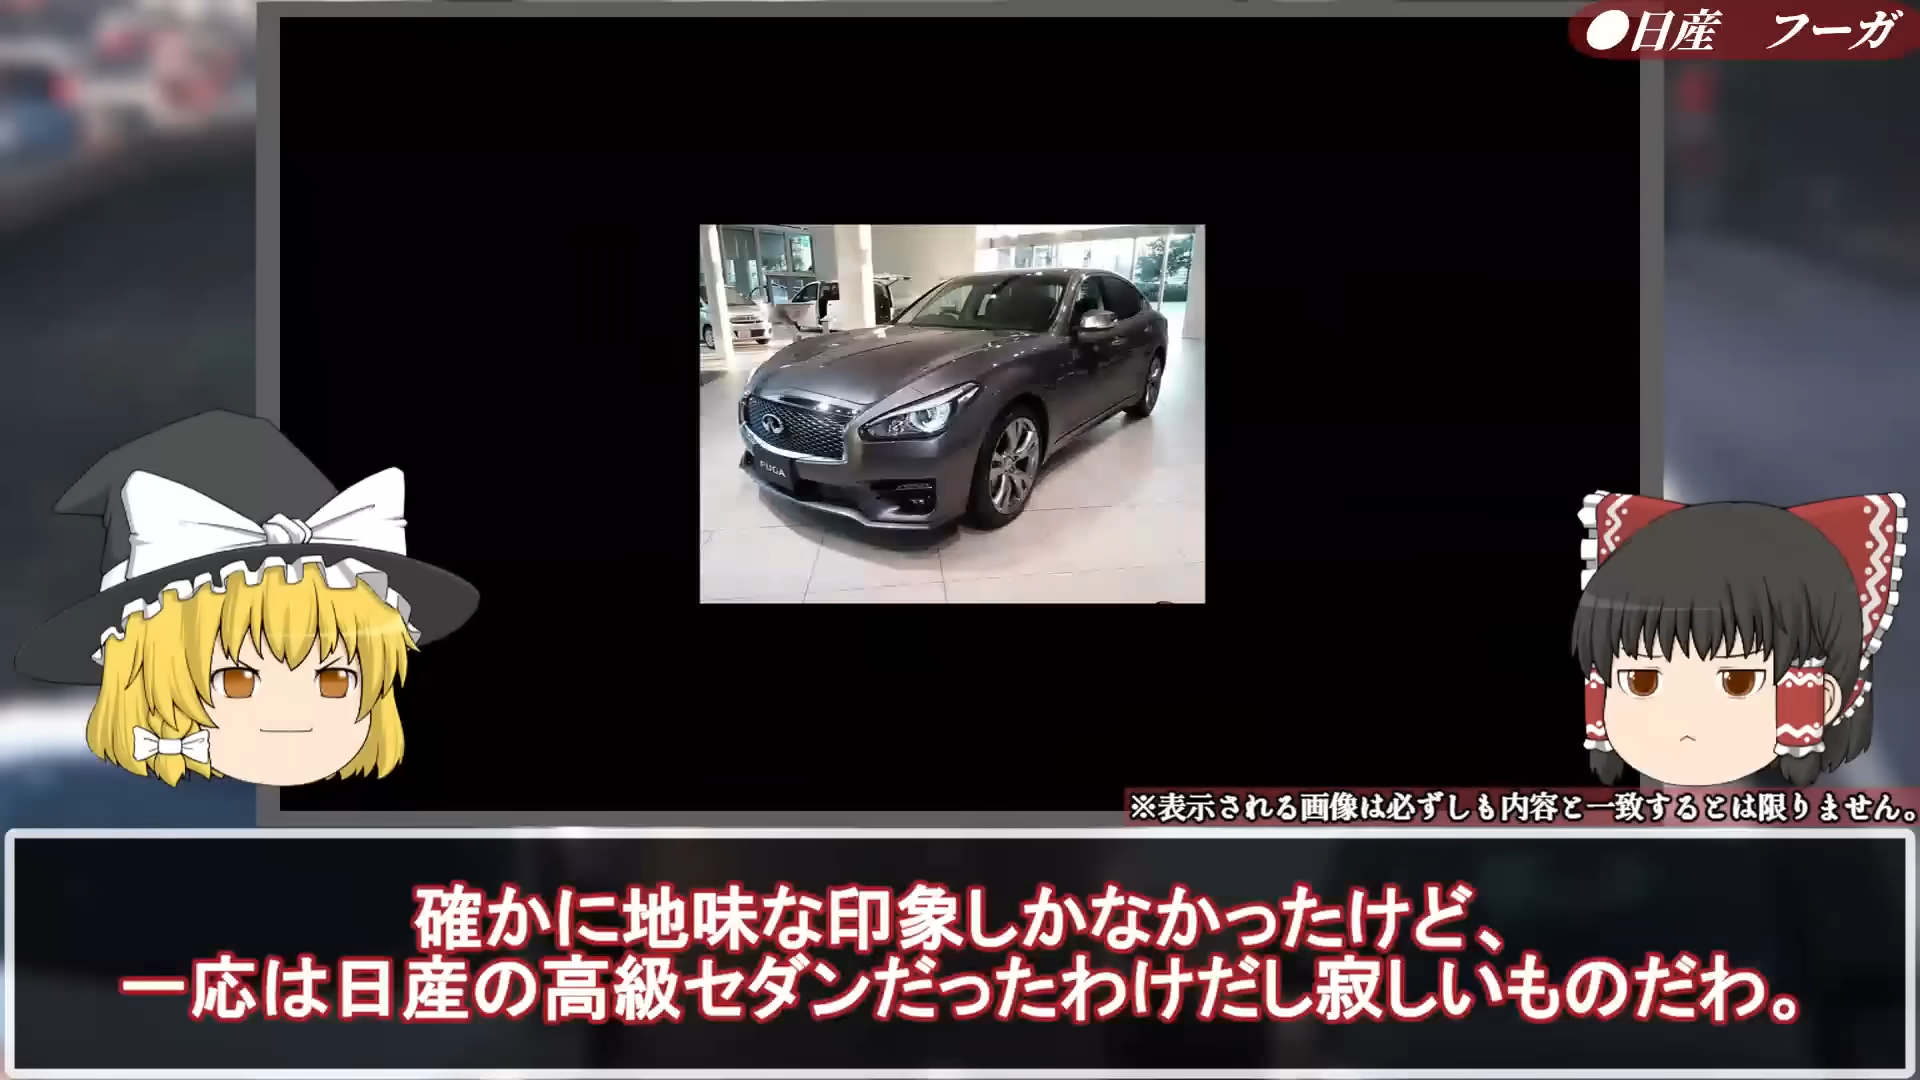 ●日産　フーガ
FUGA
※表示される画像は必ずしも内容と一致するとは限りません。
確かに地味な印象しかなかったけど、
一応は日産の高級セダンだったわけだし寂しいものだわ。